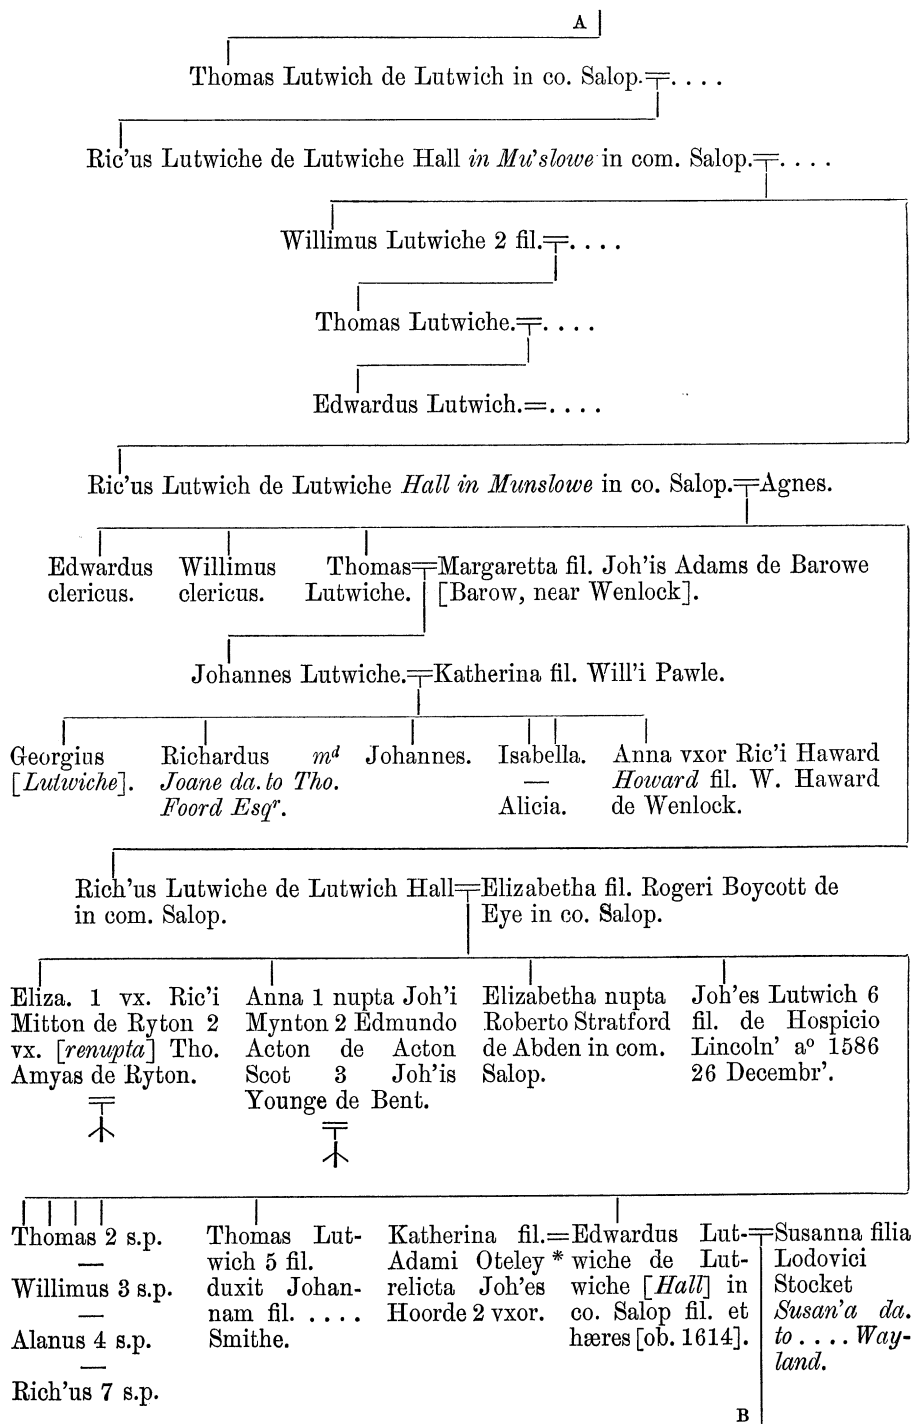 A
Thomas Lutwich de Lutwich in co. Salop.=. . . .
Ric'us Lutwiche de Lutwiche Hall in Mu'slowe in com. Salop.=. . . .
Willimus Lutwiche 2 fil.=. . . .
Thomas Lutwiche.=. . . .
Edwardus Lutwich.=. . . .
Ric'us Lutwich de Lutwiche Hall in Munslowe in co. Salop.=Agnes.
Edwardus
clericus.
Willimus
clericus.
Thomas
Lutwiche.
=Margaretta fil. Joh'is Adams de Barowe
[Barow, near Wenlock].
Johannes Lutwiche.=Katherina fil. Will'i Pawle.
Georgius
[Lutwiche].
Richardus md
Joane da. to Tho.
Foord Esqr.
Johannes.
Isabella.
—
Alicia.
Anna vxor Ric'i Haward
Howard fil. W. Haward
de Wenlock.
Rich'us Lutwiche de Lutwich Hall
in com. Salop.
=Elizabetha fil. Rogeri Boycott de
Eye in co. Salop.
Eliza. 1 vx. Ric'i
Mitton de Ryton 2
vx. [renupta] Tho.
Amyas de Ryton.
Anna 1 nupta Joh'i
Mynton 2 Edmundo
Acton de Acton
Scot 3 Joh'is
Younge de Bent.
Elizabetha nupta
Roberto Stratford
de Abden in com.
Salop.
Joh'es Lutwich 6
fil. de Hospicio
Lincoln' aº 1586
26 Decembr'.
Thomas 2 s.p.
—
Willimus 3 s.p.
—
Alanus 4 s.p.
—
Rich'us 7 s.p.
Thomas Lut-
wich 5 fil.
duxit Johan-
nam fil. . . . .
Smithe.
Katherina fil.
Adami Oteley *
relicta Joh'es
Hoorde 2 vxor.
=Edwardus Lut-
wiche de Lut-
wiche [Hall] in
co. Salop fil. et
hæres [ob. 1614].
=Susanna filia
Lodovici
Stocket
Susan'a da.
to . . . . Way-
land.
B